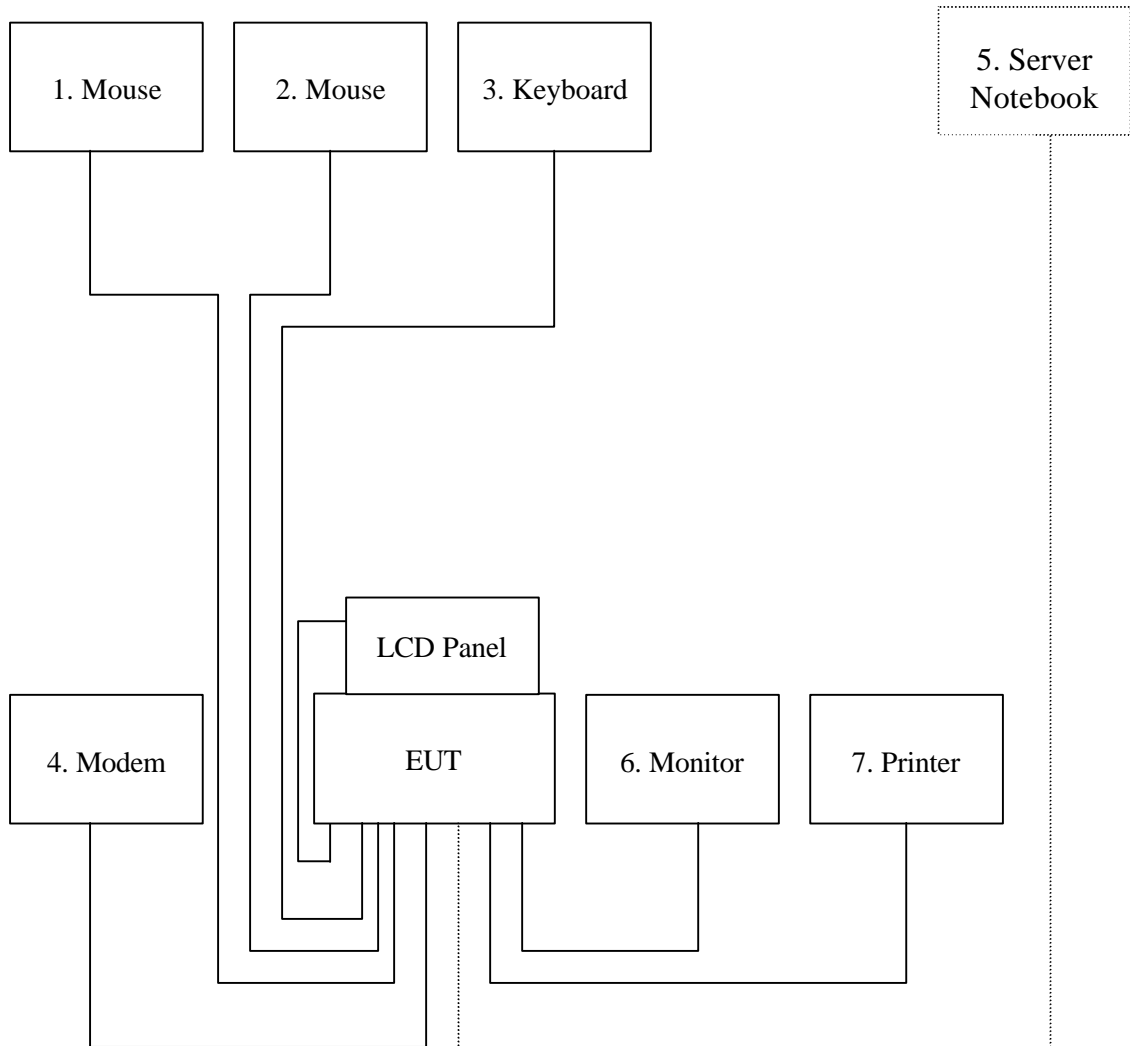 1. Mouse
2. Mouse
3. Keyboard
5. Server
Notebook
LCD Panel
4. Modem
EUT
6. Monitor
7. Printer